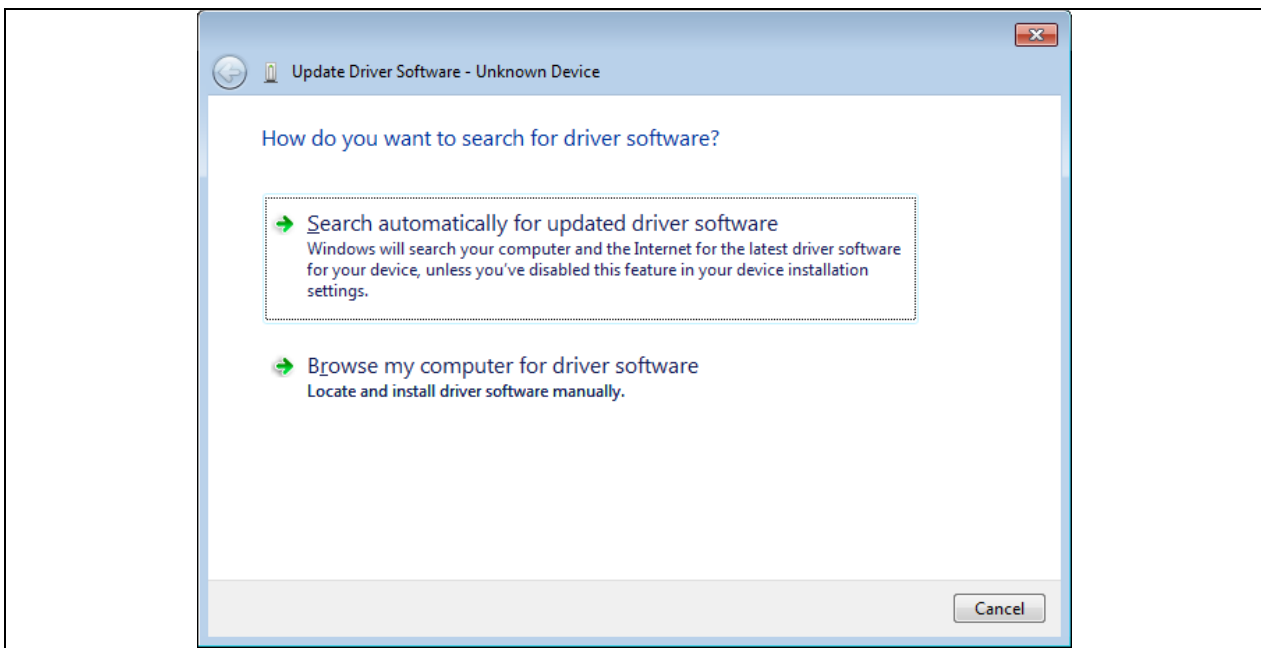 Update Driver Software - Unknown Device
How do you want to search for driver software?
Search automatically for updated driver software
Windows will search your computer and the Internet for the latest driver software
for your device, unless you've disabled this feature in your device installation
settings.
Browse my computer for driver software
Locate and install driver software manually.
Cancel